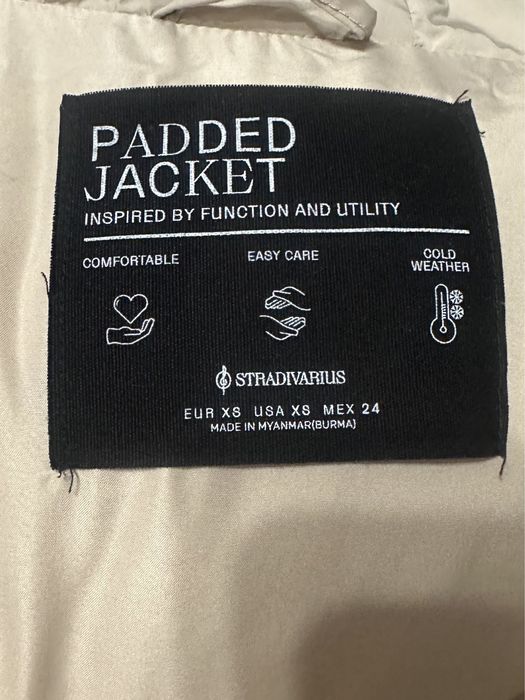 PADDED
JACKET
INSPIRED BY FUNCTION AND UTILITY
COMFORTABLE
EASY CARE
COLD
WEATHER
STRADIVARIUS
EUR XS USA XS MEX 24
MADE IN MYANMAR(BURMA)